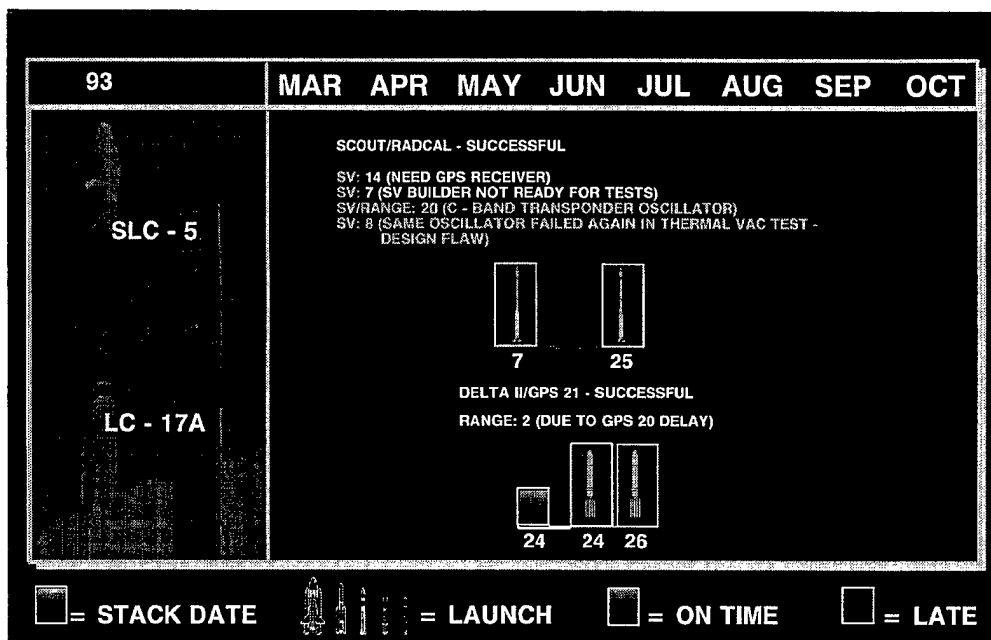 93
MAR APR MAY JUN JUL AUG SEP OCT
SLC - 5
SCOUT/RADCAL - SUCCESSFUL
SV: 14 (NEED GPS RECEIVER)
SV: 7 (SV BUILDER NOT READY FOR TESTS)
SV/RANGE: 20 (C - BAND TRANSPONDER OSCILLATOR)
SV: 8 (SAME OSCILLATOR FAILED AGAIN IN THERMAL VAC TEST -
DESIGN FLAW)
7 25
LC - 17A
DELTA II/GPS 21 - SUCCESSFUL
RANGE: 2 (DUE TO GPS 20 DELAY)
24 24 26
= STACK DATE = LAUNCH = ON TIME = LATE